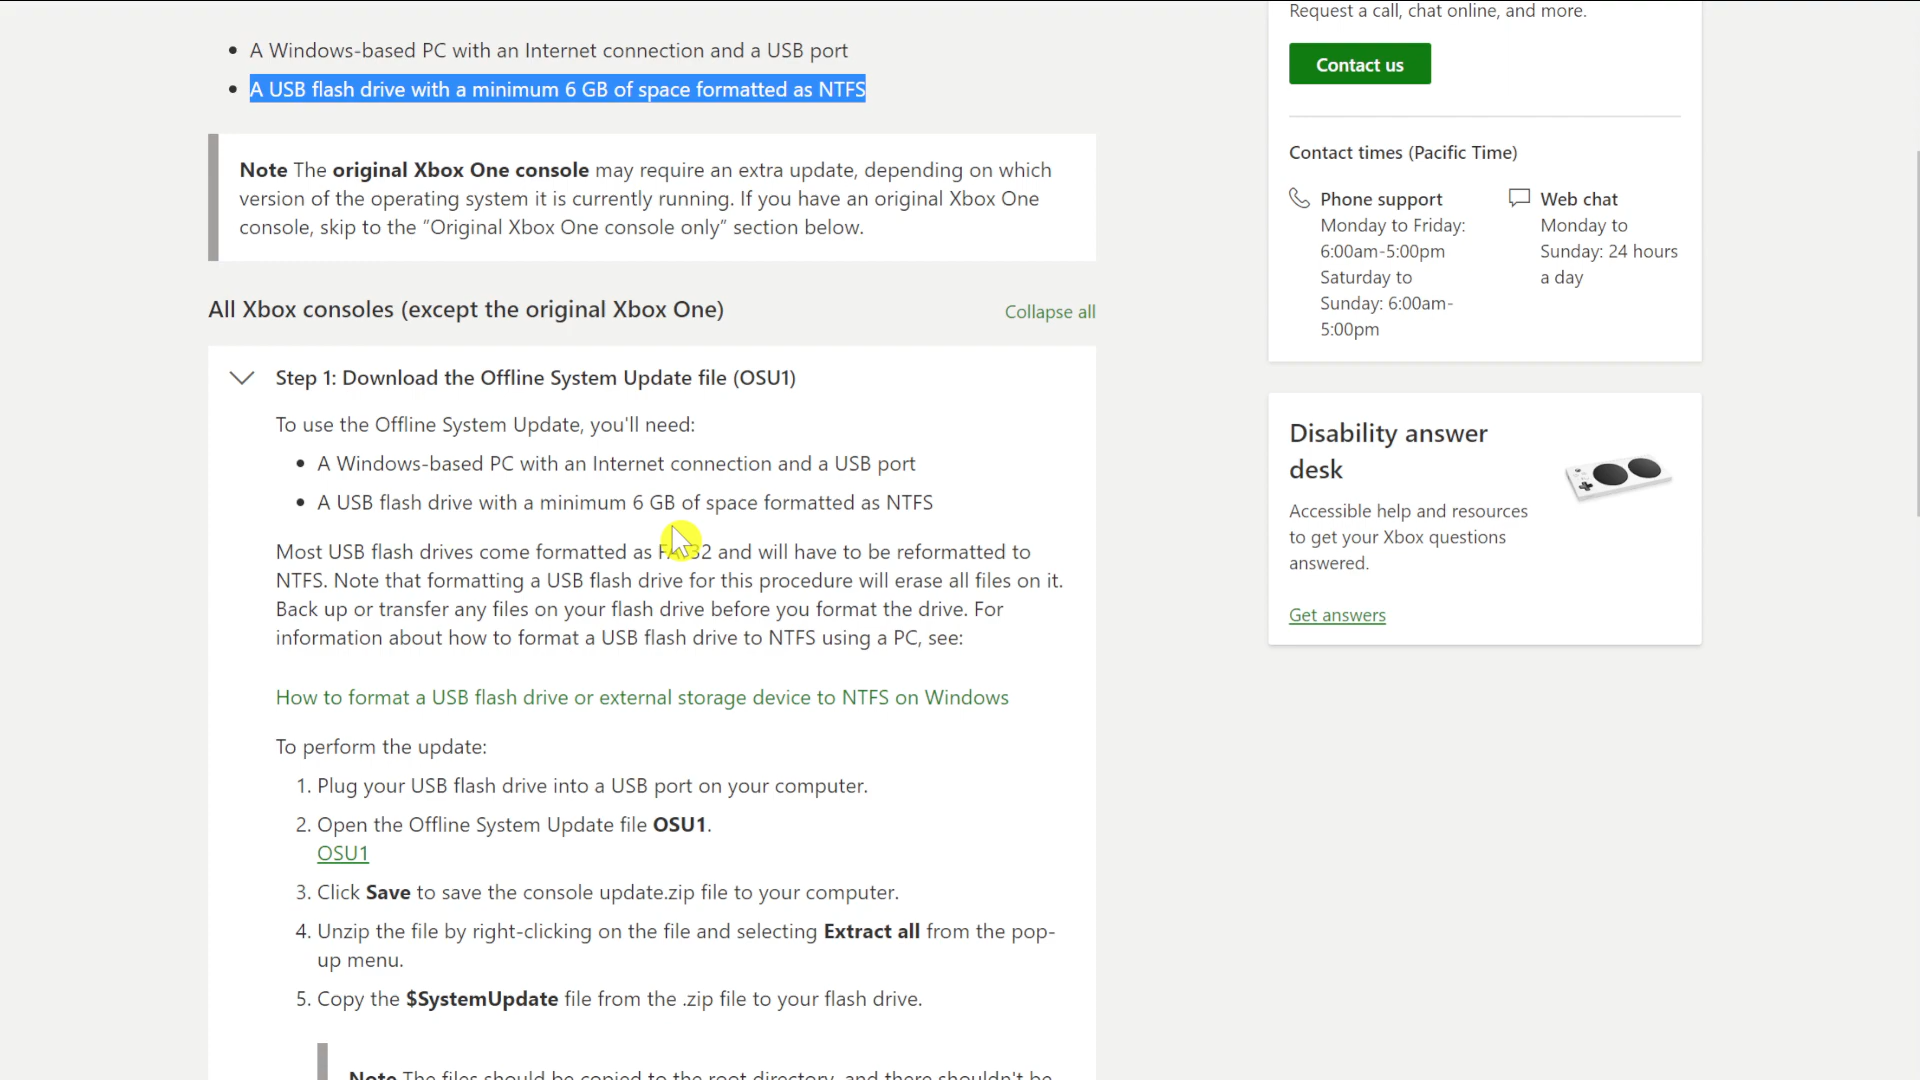 Request a call, chat online, and more.
• A Windows-based PC with an Internet connection and a USB port
• A USB flash drive with a minimum 6 GB of space formatted as NTFS
Contact us
Note The original Xbox One console may require an extra update, depending on which
version of the operating system it is currently running. If you have an original Xbox One
console, skip to the “Original Xbox One console only” section below.
Contact times (Pacific Time)
Phone support
Monday to Friday:
6:00am-5:00pm
Saturday to
Sunday: 6:00am-
5:00pm
Web chat
Monday to
Sunday: 24 hours
a day
All Xbox consoles (except the original Xbox One)
Collapse all
Step 1: Download the Offline System Update file (OSU1)
To use the Offline System Update, you'll need:
• A Windows-based PC with an Internet connection and a USB port
• A USB flash drive with a minimum 6 GB of space formatted as NTFS
Most USB flash drives come formatted as FAT32 and will have to be reformatted to
NTFS. Note that formatting a USB flash drive for this procedure will erase all files on it.
Back up or transfer any files on your flash drive before you format the drive. For
information about how to format a USB flash drive to NTFS using a PC, see:
How to format a USB flash drive or external storage device to NTFS on Windows
To perform the update:
1. Plug your USB flash drive into a USB port on your computer.
2. Open the Offline System Update file OSU1.
OSU1
3. Click Save to save the console update.zip file to your computer.
4. Unzip the file by right-clicking on the file and selecting Extract all from the pop-
up menu.
5. Copy the $SystemUpdate file from the .zip file to your flash drive.
Note The files should be copied to the root directory, and there shouldn't be
Disability answer
desk
Accessible help and resources
to get your Xbox questions
answered.
Get answers